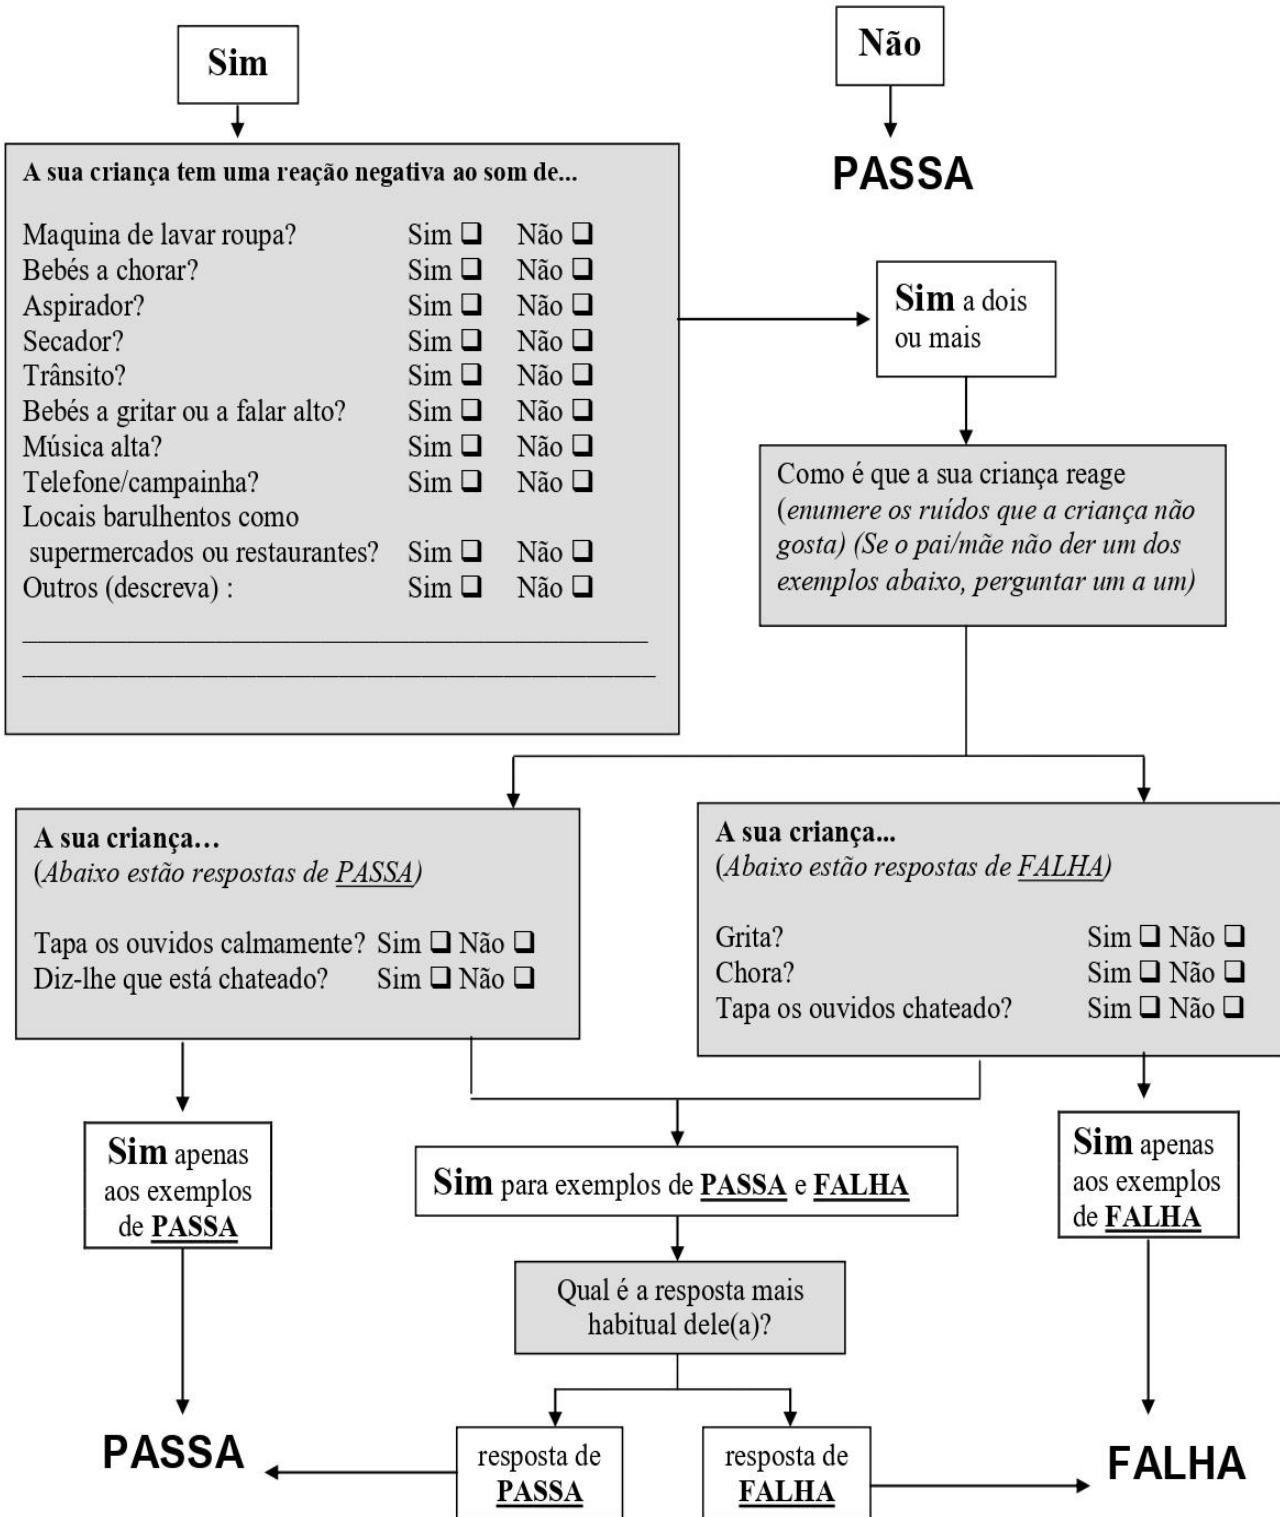 Sim
Não
PASSA
A sua criança tem uma reação negativa ao som de...
Maquina de lavar roupa? Sim ❑ Não ❑
Bebés a chorar? Sim ❑ Não ❑
Aspirador? Sim ❑ Não ❑
Secador? Sim ❑ Não ❑
Trânsito? Sim ❑ Não ❑
Bebés a gritar ou a falar alto? Sim ❑ Não ❑
Música alta? Sim ❑ Não ❑
Telefone/campainha? Sim ❑ Não ❑
Locais barulhentos como
supermercados ou restaurantes? Sim ❑ Não ❑
Outros (descreva) : Sim ❑ Não ❑
Sim a dois
ou mais
Como é que a sua criança reage
(enumere os ruídos que a criança não
gosta) (Se o pai/mãe não der um dos
exemplos abaixo, perguntar um a um)
A sua criança…
(Abaixo estão respostas de PASSA)
Tapa os ouvidos calmamente? Sim ❑ Não ❑
Diz-lhe que está chateado? Sim ❑ Não ❑
A sua criança...
(Abaixo estão respostas de FALHA)
Grita? Sim ❑ Não ❑
Chora? Sim ❑ Não ❑
Tapa os ouvidos chateado? Sim ❑ Não ❑
Sim apenas
aos exemplos
de PASSA
Sim para exemplos de PASSA e FALHA
Sim apenas
aos exemplos
de FALHA
Qual é a resposta mais
habitual dele(a)?
PASSA
resposta de
PASSA
resposta de
FALHA
FALHA